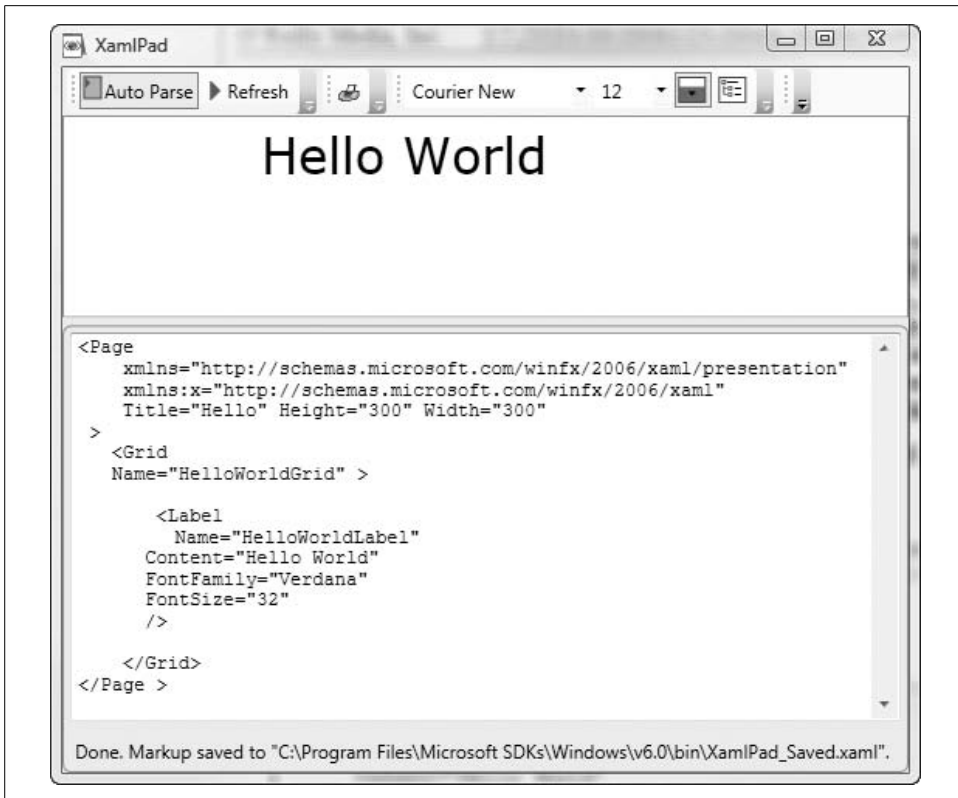 XamlPad
Auto Parse Refresh Courier New 12
Hello World
<Page
xmlns="http://schemas.microsoft.com/winfx/2006/xaml/presentation"
xmlns:x="http://schemas.microsoft.com/winfx/2006/xaml"
Title="Hello" Height="300" Width="300"
>
<Grid
Name="HelloWorldGrid" >
<Label
Name="HelloWorldLabel"
Content="Hello World"
FontFamily="Verdana"
FontSize="32"
/>
</Grid>
</Page >
Done. Markup saved to "C:\Program Files\Microsoft SDKs\Windows\v6.0\bin\XamlPad_Saved.xaml".